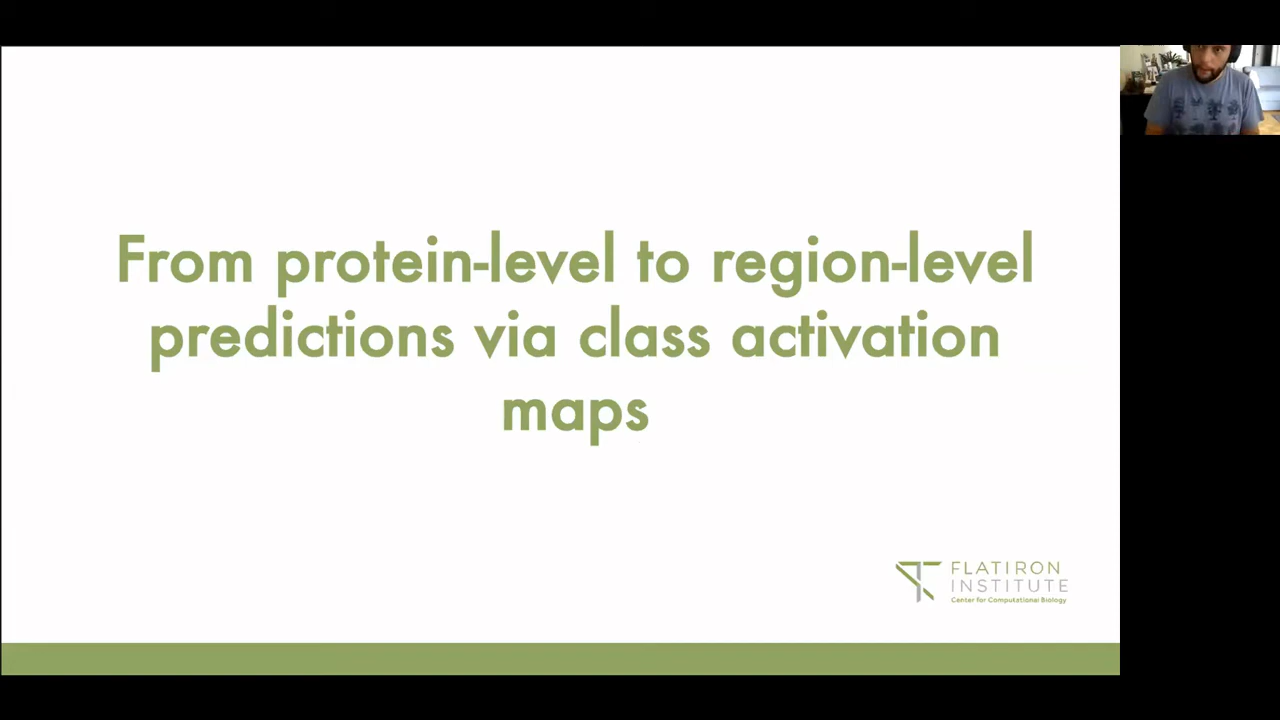 From protein-level to region-level
predictions via class activation
maps
FLATIRON
INSTITUTE
Center for Computational Biology